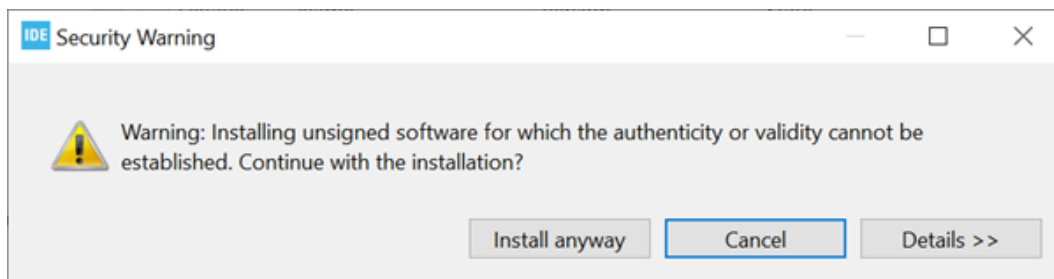 IDE Security Warning
Warning: Installing unsigned software for which the authenticity or validity cannot be
established. Continue with the installation?
Install anyway Cancel Details >>